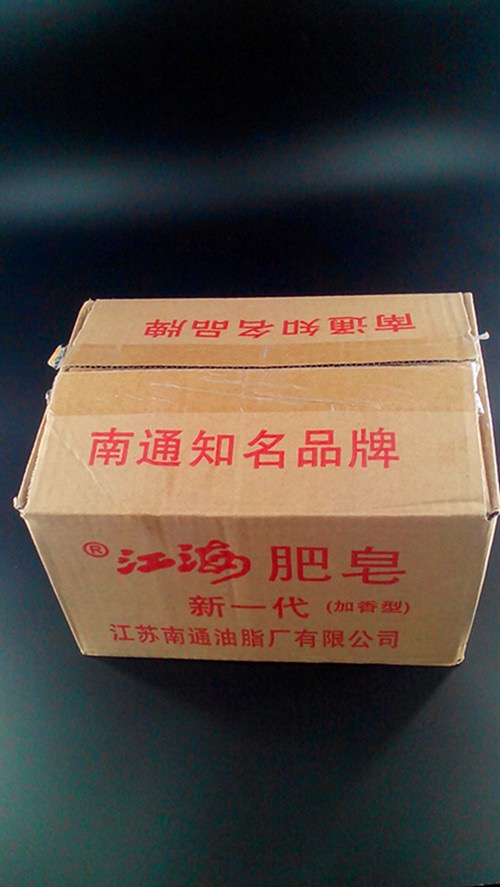 南通知名品牌
南通知名品牌
®江海 肥皂
新一代 (加香型)
江苏南通油脂厂有限公司